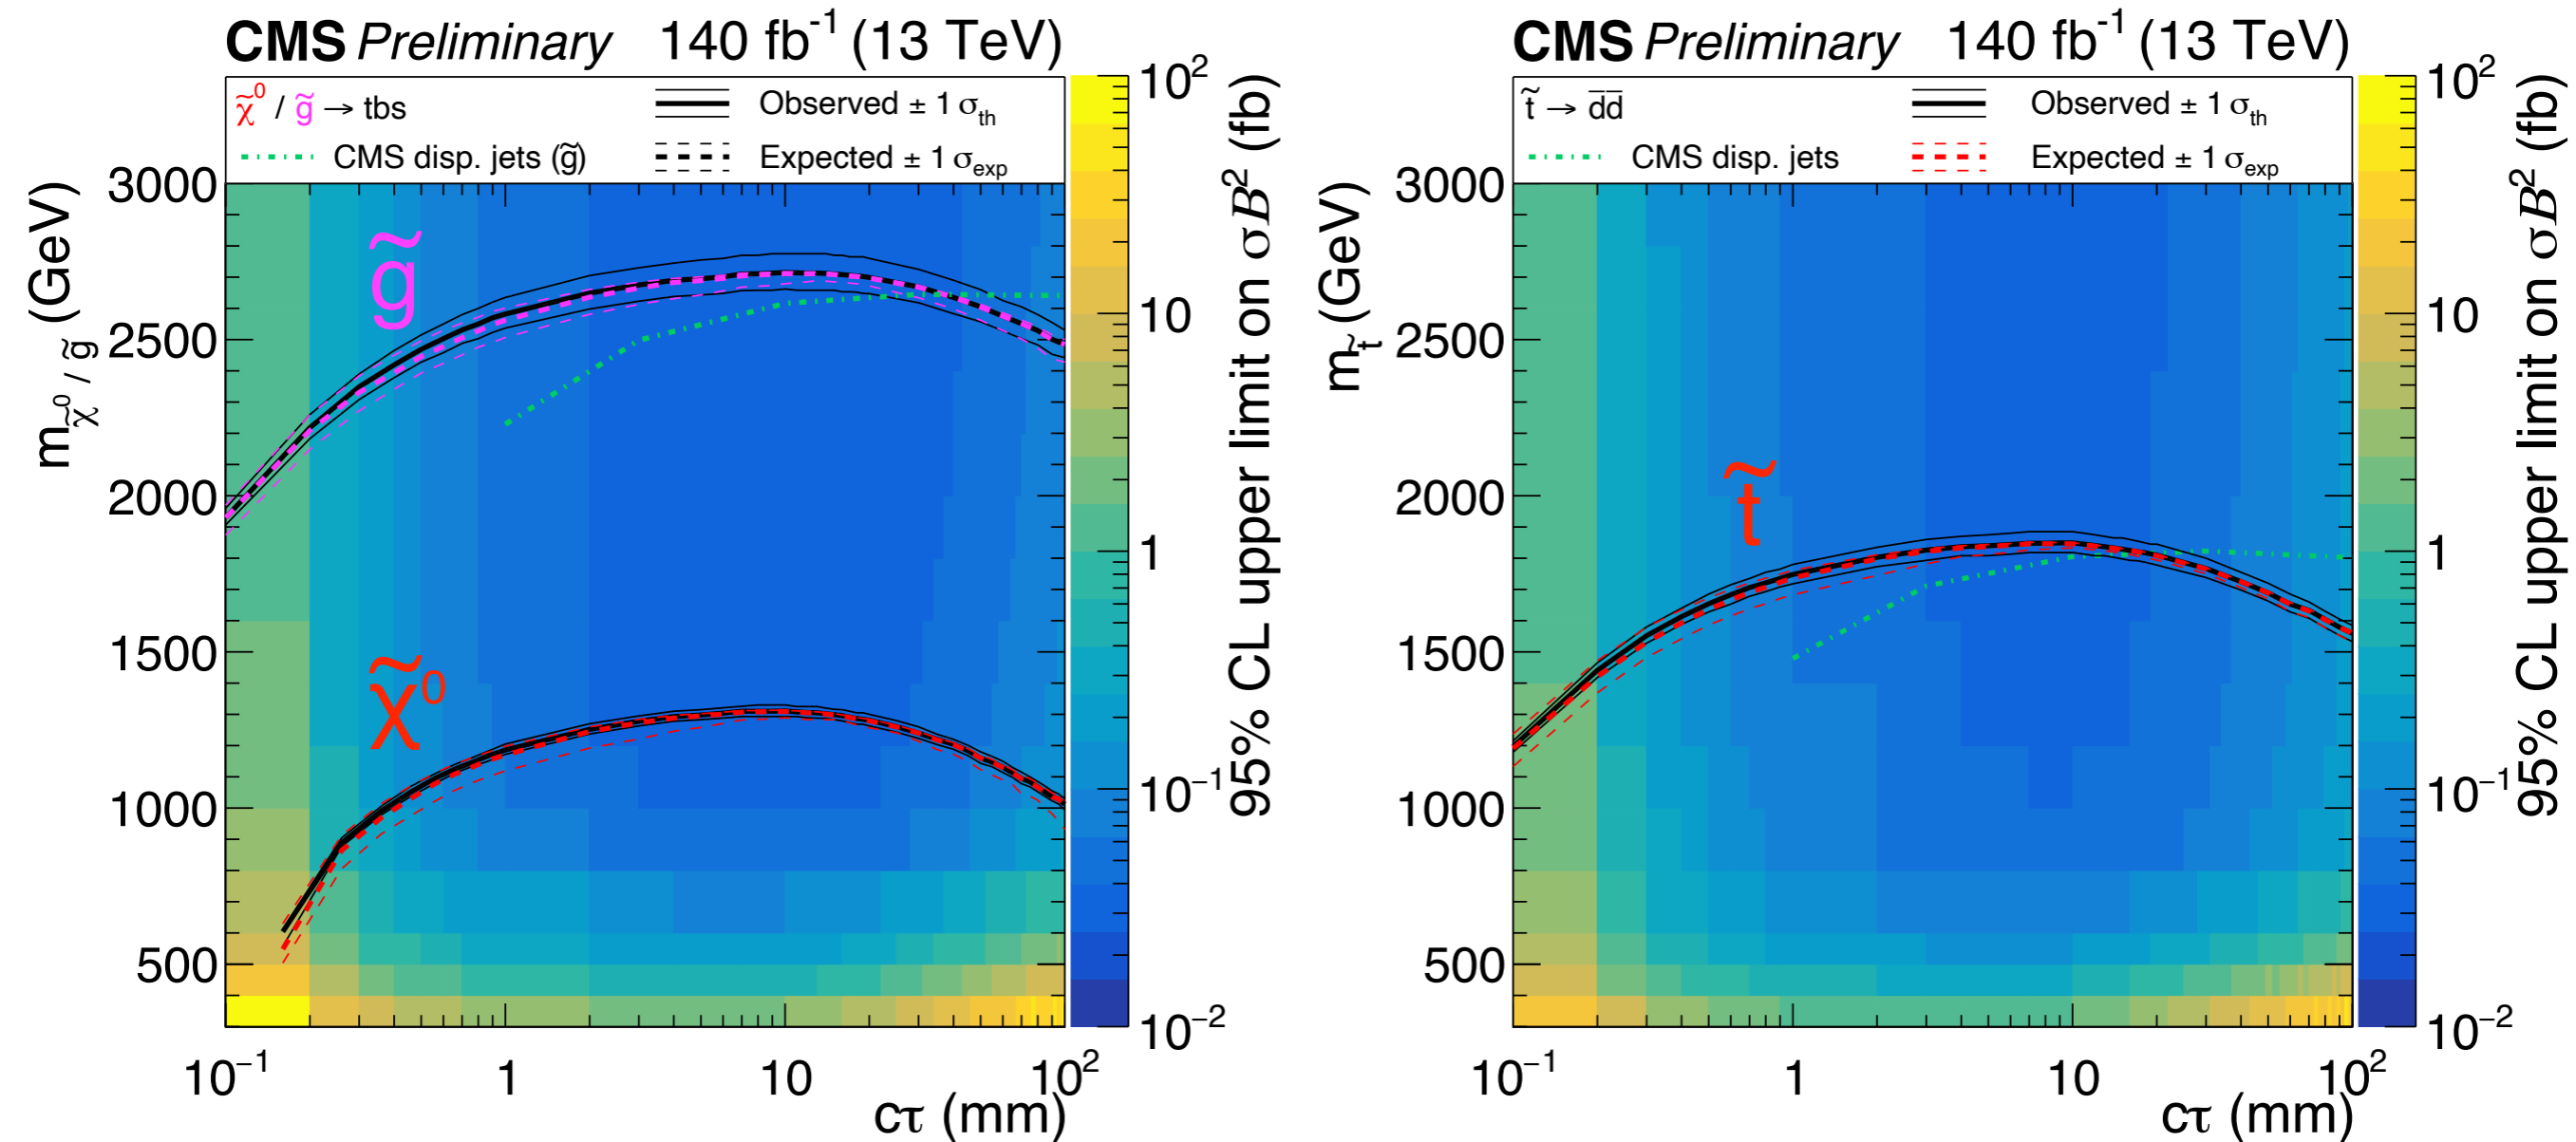 CMS Preliminary 140 fb⁻¹ (13 TeV)
χ̃⁰ / g̃ → tbs
Observed ± 1 σth
CMS disp. jets (g̃)
Expected ± 1 σexp
3000
2500
2000
1500
1000
500
m χ̃⁰ / g̃ (GeV)
g̃
χ̃⁰
10⁻¹
1
10
10²
cτ (mm)
10²
10
1
10⁻¹
10⁻²
95% CL upper limit on σB² (fb)
CMS Preliminary 140 fb⁻¹ (13 TeV)
t̃ → d̅d̅
Observed ± 1 σth
CMS disp. jets
Expected ± 1 σexp
3000
2500
2000
1500
1000
500
m t̃ (GeV)
t̃
10⁻¹
1
10
10²
cτ (mm)
10²
10
1
10⁻¹
10⁻²
95% CL upper limit on σB² (fb)